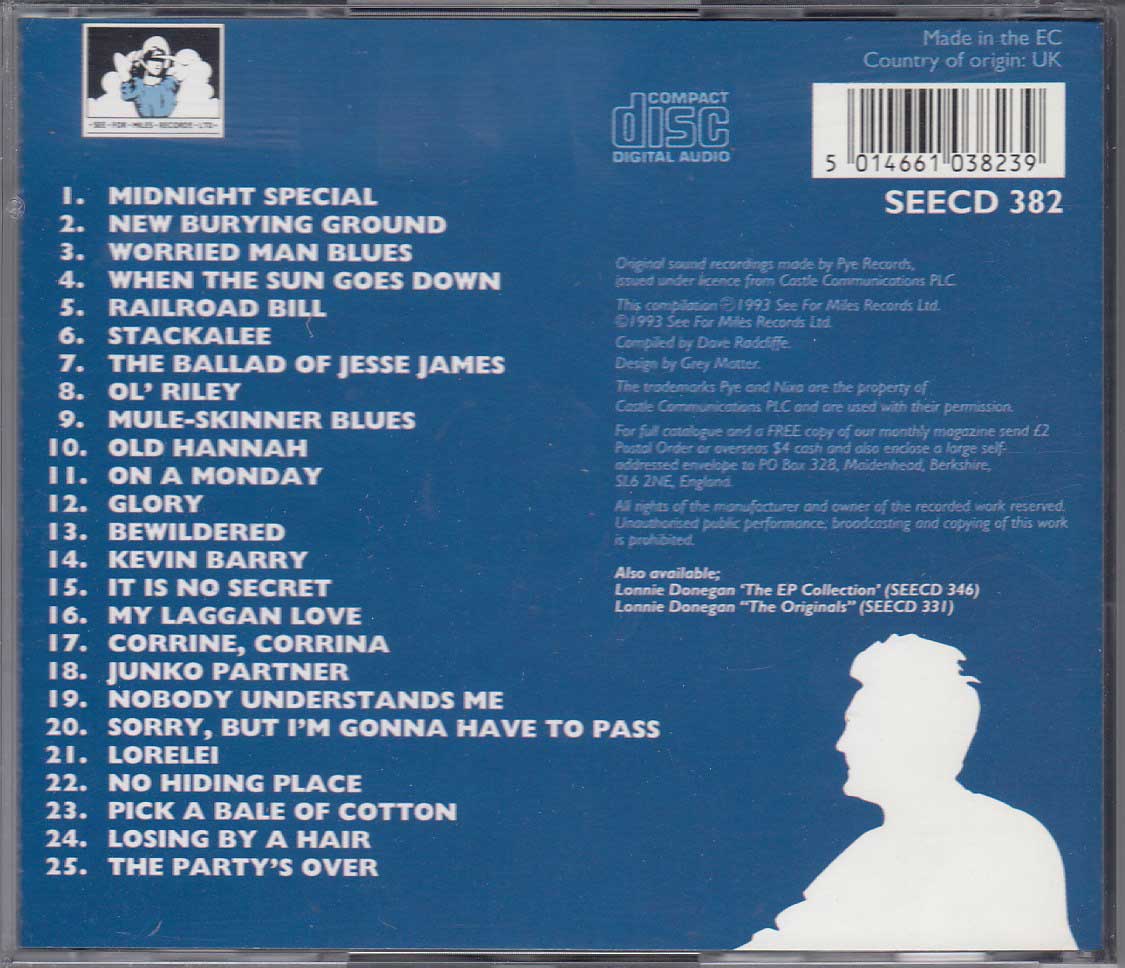 SEE-FOR-MILES-RECORDS-LTD
Made in the EC
Country of origin: UK
COMPACT
disc
DIGITAL AUDIO
5 014661 038239
SEECD 382
1. MIDNIGHT SPECIAL
2. NEW BURYING GROUND
3. WORRIED MAN BLUES
4. WHEN THE SUN GOES DOWN
5. RAILROAD BILL
6. STACKALEE
7. THE BALLAD OF JESSE JAMES
8. OL' RILEY
9. MULE-SKINNER BLUES
10. OLD HANNAH
11. ON A MONDAY
12. GLORY
13. BEWILDERED
14. KEVIN BARRY
15. IT IS NO SECRET
16. MY LAGGAN LOVE
17. CORRINE, CORRINA
18. JUNKO PARTNER
19. NOBODY UNDERSTANDS ME
20. SORRY, BUT I'M GONNA HAVE TO PASS
21. LORELEI
22. NO HIDING PLACE
23. PICK A BALE OF COTTON
24. LOSING BY A HAIR
25. THE PARTY'S OVER
Original sound recordings made by Pye Records,
issued under licence from Castle Communications PLC.
This compilation ℗1993 See For Miles Records Ltd.
©1993 See For Miles Records Ltd.
Compiled by Dave Radcliffe.
Design by Grey Matter.
The trademarks Pye and Nixa are the property of
Castle Communications PLC and are used with their permission.
For full catalogue and a FREE copy of our monthly magazine send £2
Postal Order or overseas $4 cash and also enclose a large self-
addressed envelope to PO Box 328, Maidenhead, Berkshire,
SL6 2NE, England.
All rights of the manufacturer and owner of the recorded work reserved.
Unauthorised public performance, broadcasting and copying of this work
is prohibited.
Also available;
Lonnie Donegan 'The EP Collection' (SEECD 346)
Lonnie Donegan "The Originals" (SEECD 331)